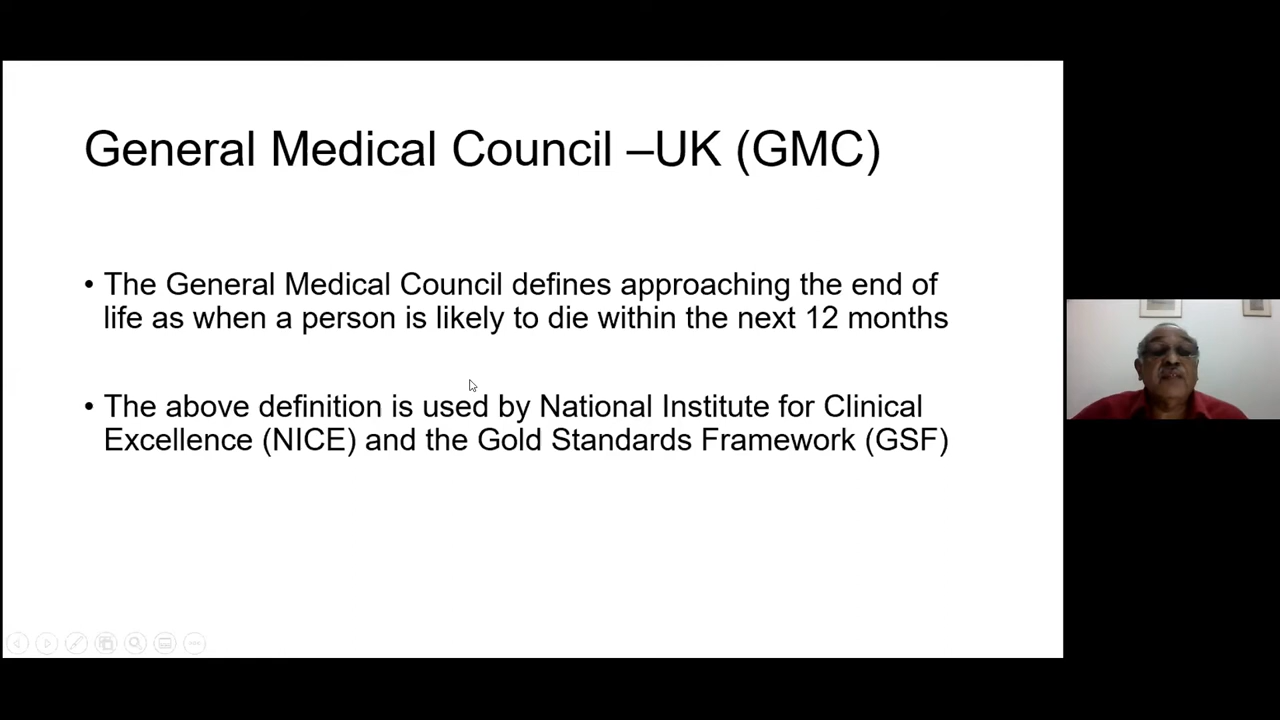 General Medical Council –UK (GMC)
• The General Medical Council defines approaching the end of
life as when a person is likely to die within the next 12 months
• The above definition is used by National Institute for Clinical
Excellence (NICE) and the Gold Standards Framework (GSF)